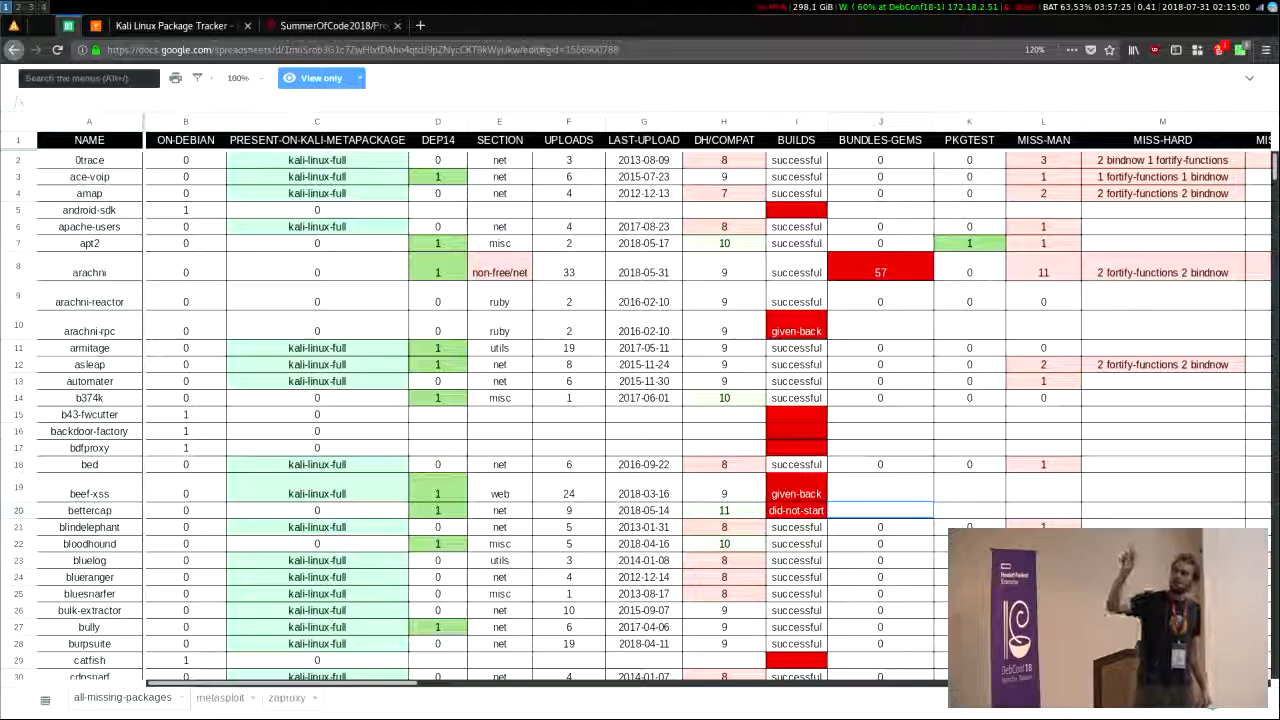 1 2 3 4
298,1 GiB W: ( 60% at DebConf18-1) 172.18.2.51 BAT 63,53% 03:57:25 0,41 2018-07-31 02:15:00
Kali Linux Package Tracker – × SummerOfCode2018/Pro ×
120%
Search the menus (Alt+/) 100% View only
fx
A B C D E F G H I J K L M
1 NAME ON-DEBIAN PRESENT-ON-KALI-METAPACKAGE DEP14 SECTION UPLOADS LAST-UPLOAD DH/COMPAT BUILDS BUNDLES-GEMS PKGTEST MISS-MAN MISS-HARD
2 0trace 0 kali-linux-full 0 net 3 2013-08-09 8 successful 0 0 3 2 bindnow 1 fortify-functions
3 ace-voip 0 kali-linux-full 1 net 6 2015-07-23 9 successful 0 0 1 1 fortify-functions 1 bindnow
4 amap 0 kali-linux-full 0 net 4 2012-12-13 7 successful 0 0 2 2 fortify-functions 2 bindnow
5 android-sdk 1 0
6 apache-users 0 kali-linux-full 0 net 4 2017-08-23 8 successful 0 0 1
7 apt2 0 0 1 misc 2 2018-05-17 10 successful 0 1 1
8 arachni 0 0 1 non-free/net 33 2018-05-31 9 successful 57 0 11 2 fortify-functions 2 bindnow
9 arachni-reactor 0 0 0 ruby 2 2016-02-10 9 successful 0 0 0
10 arachni-rpc 0 0 0 ruby 2 2016-02-10 9 given-back
11 armitage 0 kali-linux-full 1 utils 19 2017-05-11 9 successful 0 0 0
12 asleap 0 kali-linux-full 1 net 8 2015-11-24 9 successful 0 0 2 2 fortify-functions 2 bindnow
13 automater 0 kali-linux-full 0 net 6 2015-11-30 9 successful 0 0 1
14 b374k 0 0 1 misc 1 2017-06-01 10 successful 0 0 0
15 b43-fwcutter 1 0
16 backdoor-factory 1 0
17 bdfproxy 1 0
18 bed 0 kali-linux-full 0 net 6 2016-09-22 8 successful 0 0 1
19 beef-xss 0 kali-linux-full 1 web 24 2018-03-16 9 given-back
20 bettercap 0 0 1 net 9 2018-05-14 11 did-not-start
21 blindelephant 0 kali-linux-full 0 net 5 2013-01-31 8 successful 0 0 1
22 bloodhound 0 0 1 misc 5 2018-04-16 10 successful 0
23 bluelog 0 kali-linux-full 0 utils 3 2014-01-08 8 successful 0
24 blueranger 0 kali-linux-full 0 net 4 2012-12-14 8 successful 0
25 bluesnarfer 0 kali-linux-full 0 misc 1 2013-08-17 8 successful 0
26 bulk-extractor 0 kali-linux-full 0 net 10 2015-09-07 9 successful 0
27 bully 0 kali-linux-full 1 net 6 2017-04-06 9 successful 0
28 burpsuite 0 kali-linux-full 0 net 19 2018-04-11 9 successful 0
29 catfish 1 0
30 0 kali-linux-full 0 net 4 2014-01-07 8 successful 0
all-missing-packages metasploit zaproxy
Hewlett Packard
Enterprise
DebConf18